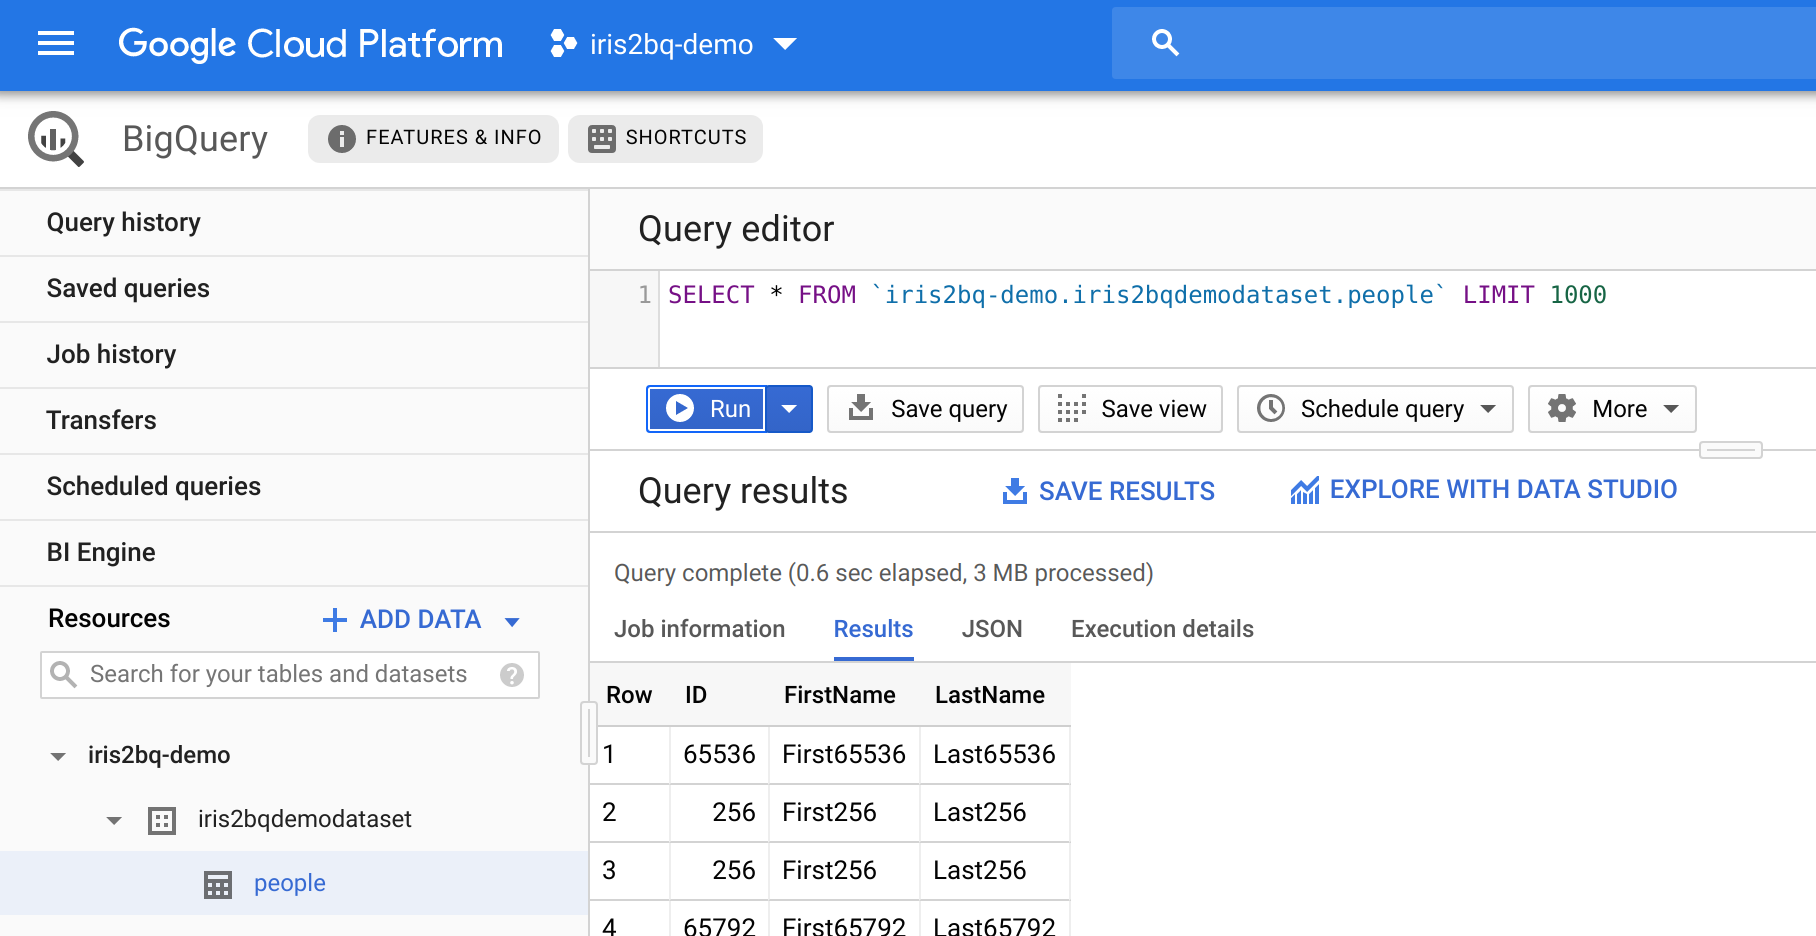 Google Cloud Platform iris2bq-demo
BigQuery FEATURES & INFO SHORTCUTS
Query history
Saved queries
Job history
Transfers
Scheduled queries
BI Engine
Resources ADD DATA
Search for your tables and datasets
iris2bq-demo
iris2bqdemodataset
people
Query editor
1 SELECT * FROM `iris2bq-demo.iris2bqdemodataset.people` LIMIT 1000
Run Save query Save view Schedule query More
Query results SAVE RESULTS EXPLORE WITH DATA STUDIO
Query complete (0.6 sec elapsed, 3 MB processed)
Job information Results JSON Execution details
Row ID FirstName LastName
1 65536 First65536 Last65536
2 256 First256 Last256
3 256 First256 Last256
4 65792 First65792 Last65792